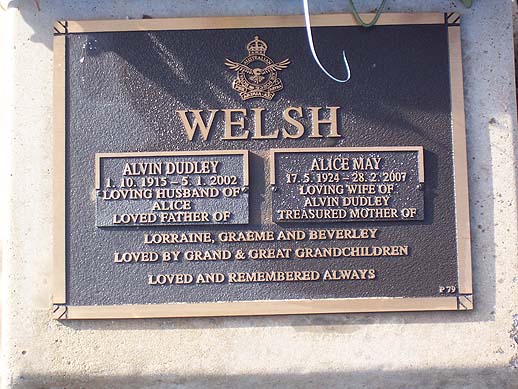 AUSTRALIAN
WELSH
ALVIN DUDLEY
1. 10. 1915 – 5. 1. 2002
LOVING HUSBAND OF
ALICE
LOVED FATHER OF
ALICE MAY
17. 5. 1924 – 28. 2. 2007
LOVING WIFE OF
ALVIN DUDLEY
TREASURED MOTHER OF
LORRAINE, GRAEME AND BEVERLEY
LOVED BY GRAND & GREAT GRANDCHILDREN
LOVED AND REMEMBERED ALWAYS
P 79